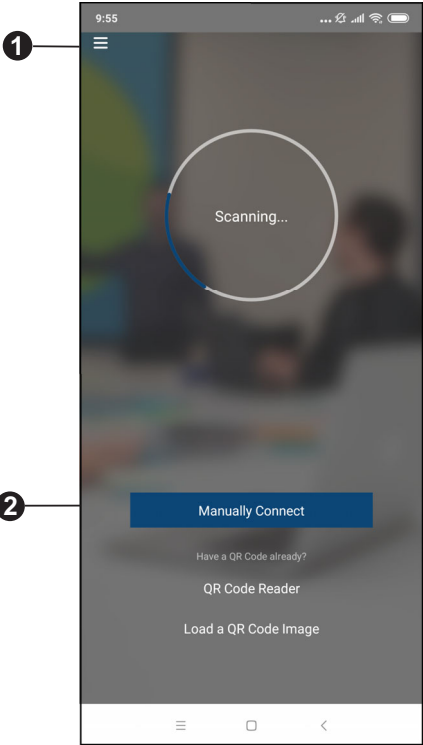 9:55
1
Scanning...
2
Manually Connect
Have a QR Code already?
QR Code Reader
Load a QR Code Image